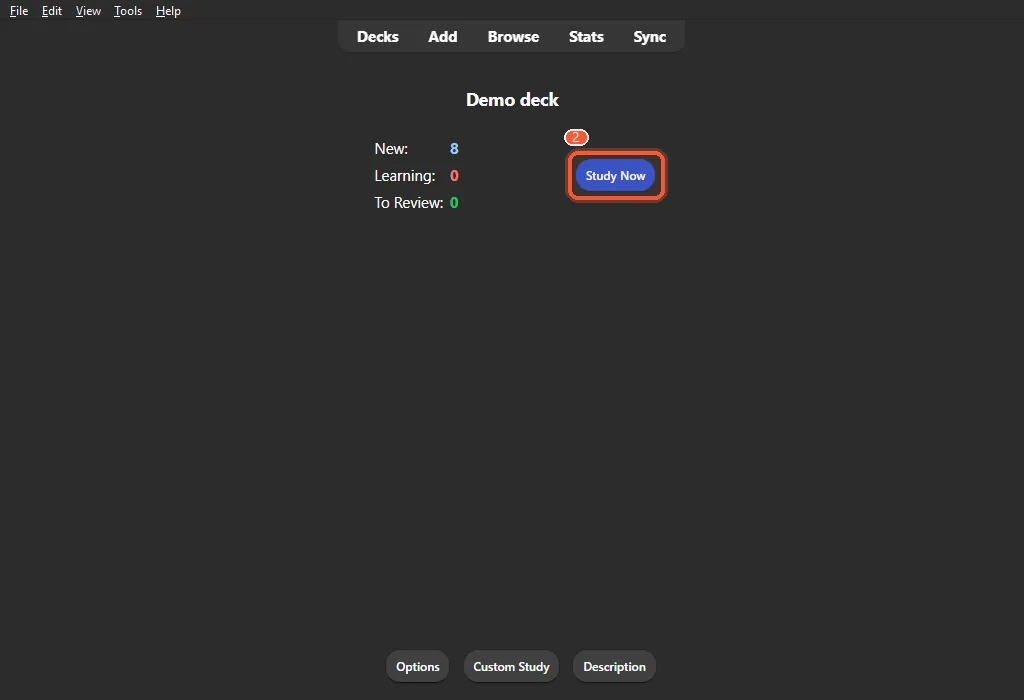 File Edit View Tools Help
Decks Add Browse Stats Sync
Demo deck
2
New: 8
Study Now
Learning: 0
To Review: 0
Options Custom Study Description